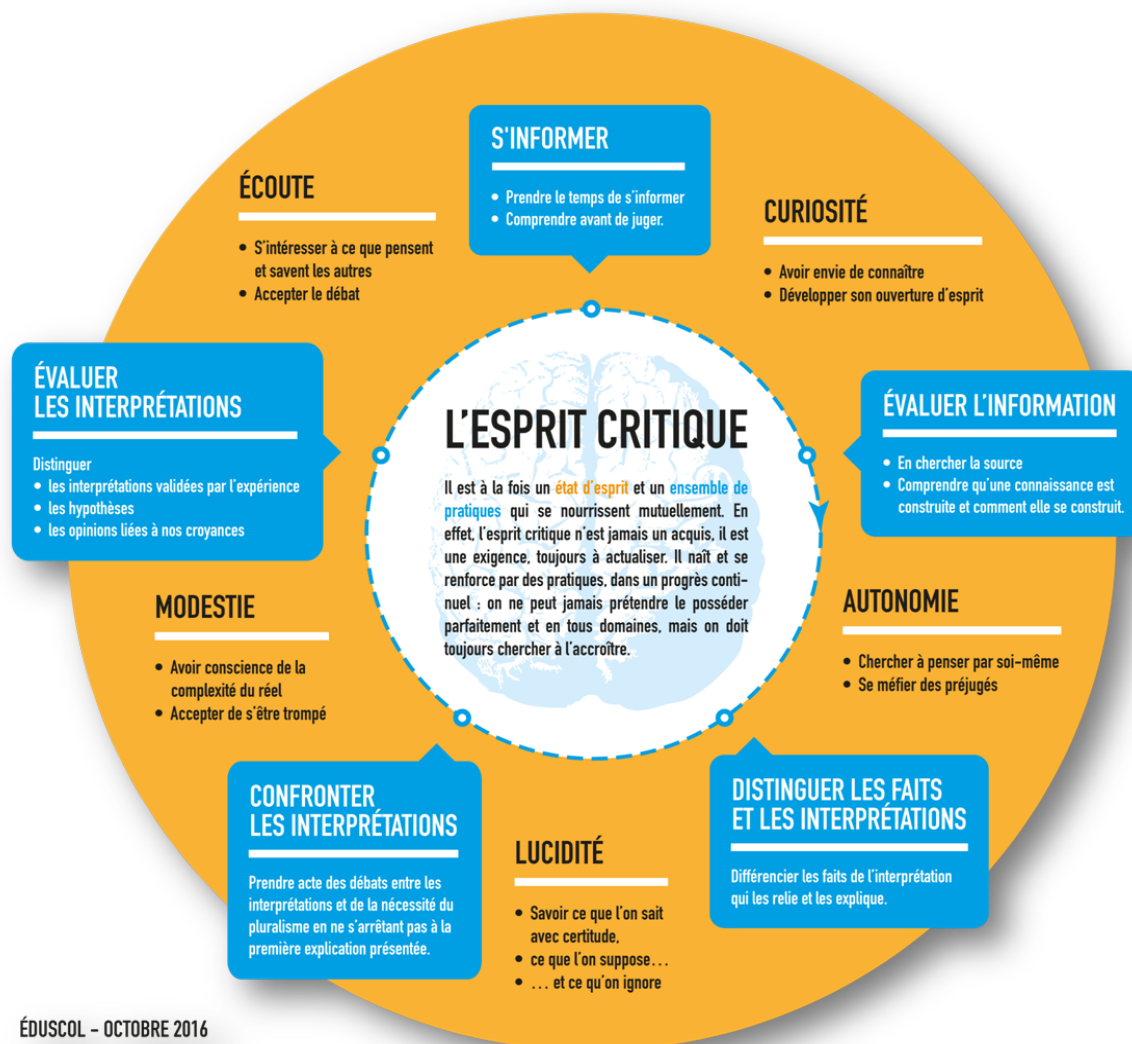 S'INFORMER
• Prendre le temps de s'informer
• Comprendre avant de juger.
CURIOSITÉ
• Avoir envie de connaître
• Développer son ouverture d'esprit
ÉVALUER L'INFORMATION
• En chercher la source
• Comprendre qu'une connaissance est
construite et comment elle se construit.
AUTONOMIE
• Chercher à penser par soi-même
• Se méfier des préjugés
DISTINGUER LES FAITS
ET LES INTERPRÉTATIONS
Différencier les faits de l'interprétation
qui les relie et les explique.
LUCIDITÉ
• Savoir ce que l'on sait
avec certitude,
• ce que l'on suppose…
• … et ce qu'on ignore
CONFRONTER
LES INTERPRÉTATIONS
Prendre acte des débats entre les
interprétations et de la nécessité du
pluralisme en ne s'arrêtant pas à la
première explication présentée.
MODESTIE
• Avoir conscience de la
complexité du réel
• Accepter de s'être trompé
ÉVALUER
LES INTERPRÉTATIONS
Distinguer
• les interprétations validées par l'expérience
• les hypothèses
• les opinions liées à nos croyances
ÉCOUTE
• S'intéresser à ce que pensent
et savent les autres
• Accepter le débat
L'ESPRIT CRITIQUE
Il est à la fois un état d'esprit et un ensemble de
pratiques qui se nourrissent mutuellement. En
effet, l'esprit critique n'est jamais un acquis, il est
une exigence, toujours à actualiser. Il naît et se
renforce par des pratiques, dans un progrès conti-
nuel : on ne peut jamais prétendre le posséder
parfaitement et en tous domaines, mais on doit
toujours chercher à l'accroître.
ÉDUSCOL - OCTOBRE 2016